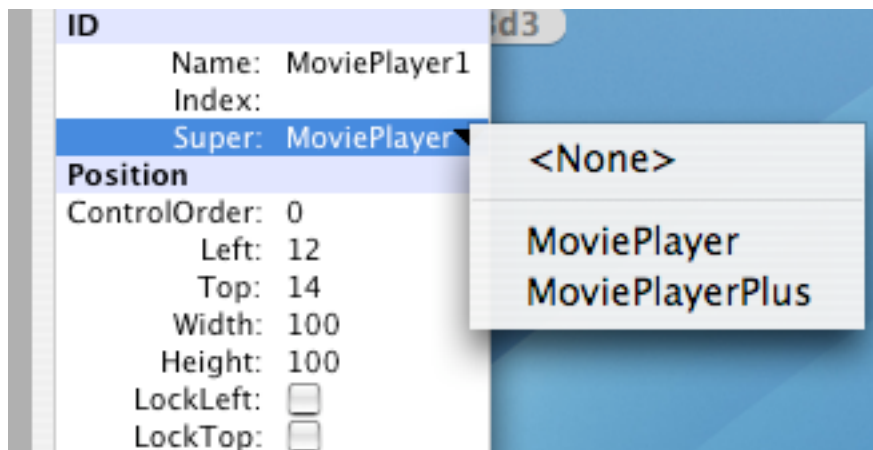 ID
d3
Name: MoviePlayer1
Index:
Super: MoviePlayer
<None>
Position
ControlOrder: 0
MoviePlayer
Left: 12
Top: 14
MoviePlayerPlus
Width: 100
Height: 100
LockLeft:
LockTop: